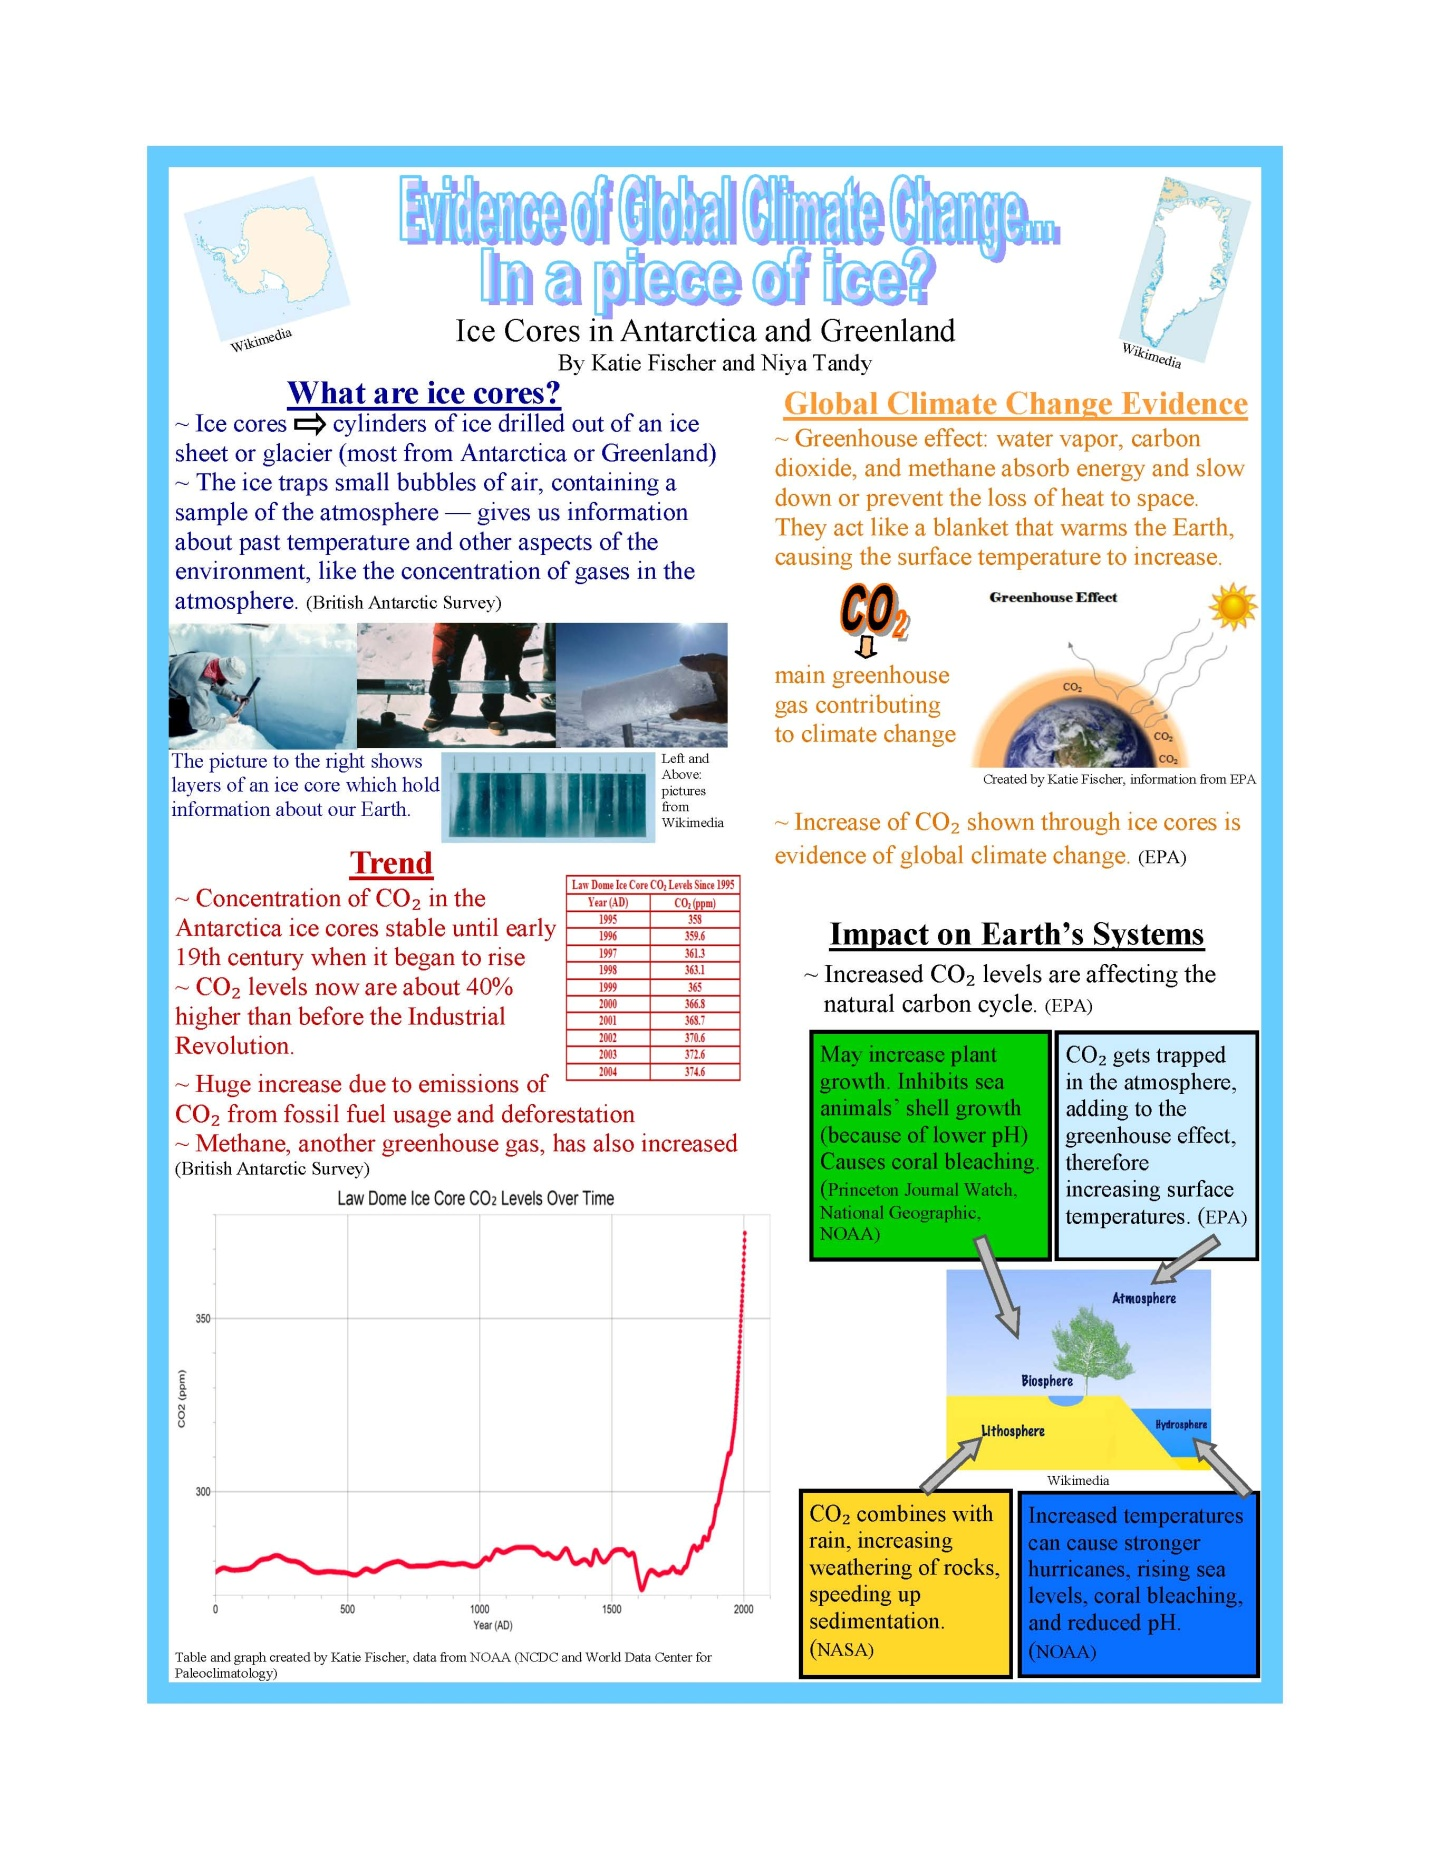 Evidence of Global Climate Change...
In a piece of ice?
Wikimedia
Wikimedia
Ice Cores in Antarctica and Greenland
By Katie Fischer and Niya Tandy
What are ice cores?
~ Ice cores ⇨ cylinders of ice drilled out of an ice
sheet or glacier (most from Antarctica or Greenland)
~ The ice traps small bubbles of air, containing a
sample of the atmosphere — gives us information
about past temperature and other aspects of the
environment, like the concentration of gases in the
atmosphere. (British Antarctic Survey)
The picture to the right shows
layers of an ice core which hold
information about our Earth.
Left and
Above:
pictures
from
Wikimedia
Trend
~ Concentration of CO₂ in the
Antarctica ice cores stable until early
19th century when it began to rise
~ CO₂ levels now are about 40%
higher than before the Industrial
Revolution.
~ Huge increase due to emissions of
CO₂ from fossil fuel usage and deforestation
~ Methane, another greenhouse gas, has also increased
(British Antarctic Survey)
Law Dome Ice Core CO₂ Levels Since 1995
Year (AD) CO₂ (ppm)
1995 358
1996 359.6
1997 361.3
1998 363.1
1999 365
2000 366.8
2001 368.7
2002 370.6
2003 372.6
2004 374.6
Law Dome Ice Core CO₂ Levels Over Time
350
CO2 (ppm)
300
0 500 1000 1500 2000
Year (AD)
Table and graph created by Katie Fischer, data from NOAA (NCDC and World Data Center for
Paleoclimatology)
Global Climate Change Evidence
~ Greenhouse effect: water vapor, carbon
dioxide, and methane absorb energy and slow
down or prevent the loss of heat to space.
They act like a blanket that warms the Earth,
causing the surface temperature to increase.
CO₂
main greenhouse
gas contributing
to climate change
Greenhouse Effect
CO₂
CO₂
CO₂
Created by Katie Fischer, information from EPA
~ Increase of CO₂ shown through ice cores is
evidence of global climate change. (EPA)
Impact on Earth’s Systems
~ Increased CO₂ levels are affecting the
natural carbon cycle. (EPA)
May increase plant
growth. Inhibits sea
animals` shell growth
(because of lower pH)
Causes coral bleaching.
(Princeton Journal Watch,
National Geographic,
NOAA)
CO₂ gets trapped
in the atmosphere,
adding to the
greenhouse effect,
therefore
increasing surface
temperatures. (EPA)
Atmosphere
Biosphere
Lithosphere
Hydrosphere
Wikimedia
CO₂ combines with
rain, increasing
weathering of rocks,
speeding up
sedimentation.
(NASA)
Increased temperatures
can cause stronger
hurricanes, rising sea
levels, coral bleaching,
and reduced pH.
(NOAA)